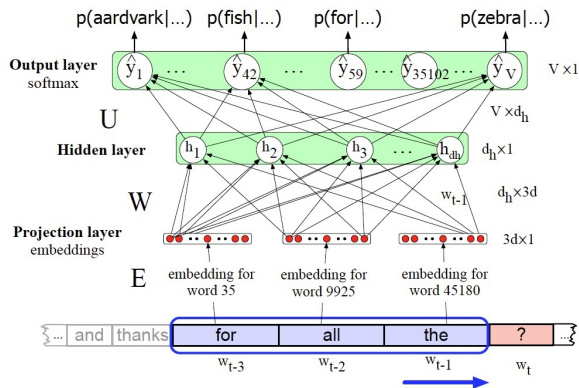 p(aardvark|...) p(fish|...) p(for|...) p(zebra|...)
Output layer softmax ŷ1 ... ŷ42 ... ŷ59 ... ŷ35102 ... ŷV V×1
U V×dh
Hidden layer h1 h2 h3 ... hdh dh×1
W wt-1 dh×3d
Projection layer embeddings 3d×1
E
embedding for word 35 embedding for word 9925 embedding for word 45180
... and thanks for all the ? ...
wt-3 wt-2 wt-1 wt